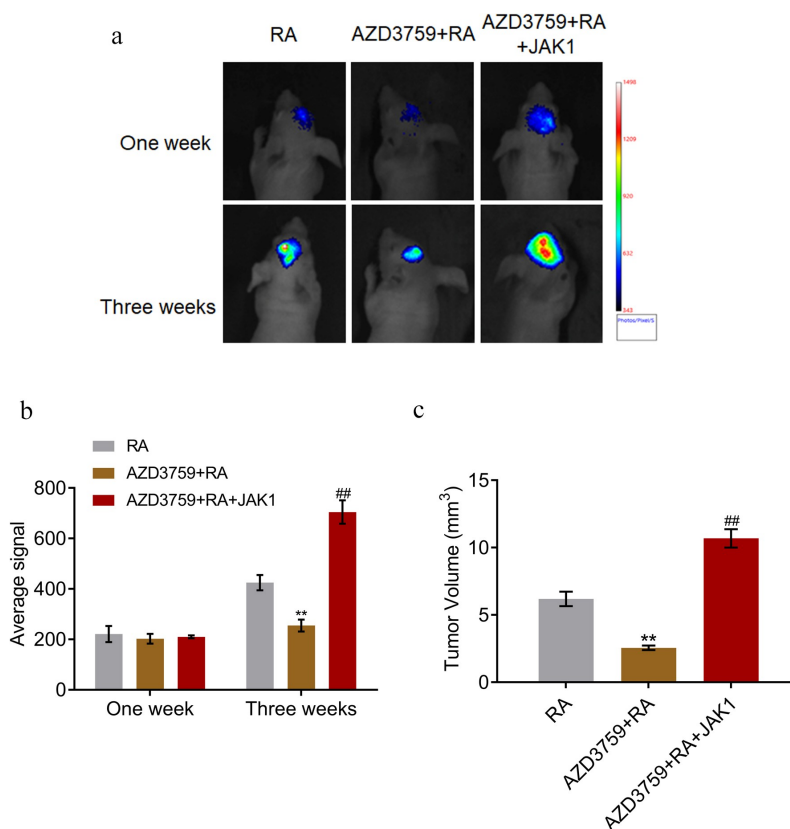 a
RA
AZD3759+RA
AZD3759+RA
+JAK1
One week
Three weeks
1498
1209
920
632
343
Photos/Pixel/S
b
RA
AZD3759+RA
AZD3759+RA+JAK1
Average signal
800
600
400
200
0
**
##
One week
Three weeks
c
Tumor Volume (mm³)
15
10
5
0
**
##
RA
AZD3759+RA
AZD3759+RA+JAK1